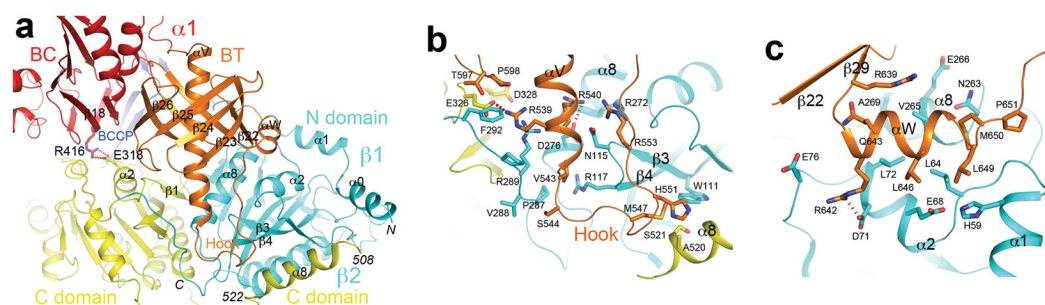 a
BC
α1
αV
BT
β18
β26
β25
β24
β23
β22
αW
BCCP
R416
E318
N domain
α1
β1
α2
β1
α8
α2
α0
N
β3
β4
Hook
C
α8
β2
508
522
C domain
C domain
b
T597
P598
αV
α8
E326
D328
R539
R540
R272
F292
D276
N115
R553
β3
β4
R289
V543
R117
H551
W111
V288
P287
S544
M547
Hook
S521
α8
A520
c
β29
R639
E266
β22
A269
V265
α8
N263
P651
αW
M650
Q643
E76
L72
L64
L649
L646
R642
E68
D71
H59
α2
α1